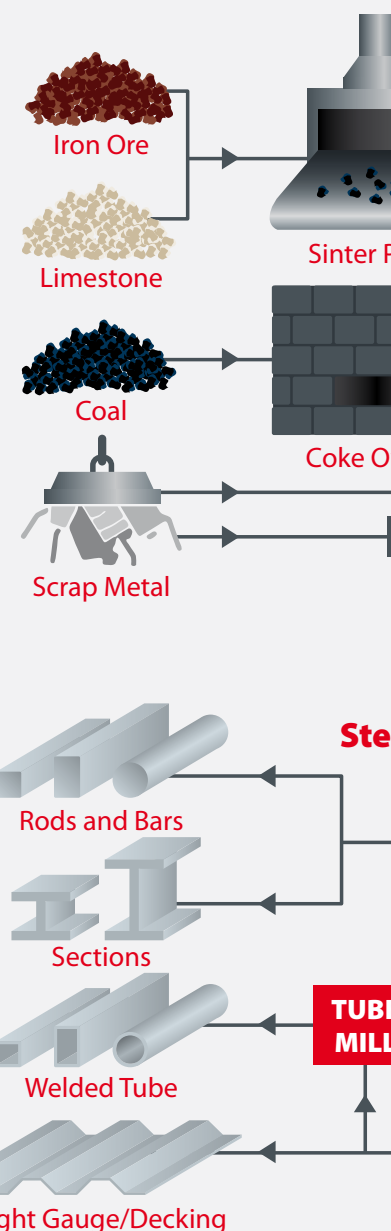 Iron Ore
Limestone
Sinter P
Coal
Coke O
Scrap Metal
Ste
Rods and Bars
Sections
TUBE
MILL
Welded Tube
ght Gauge/Decking